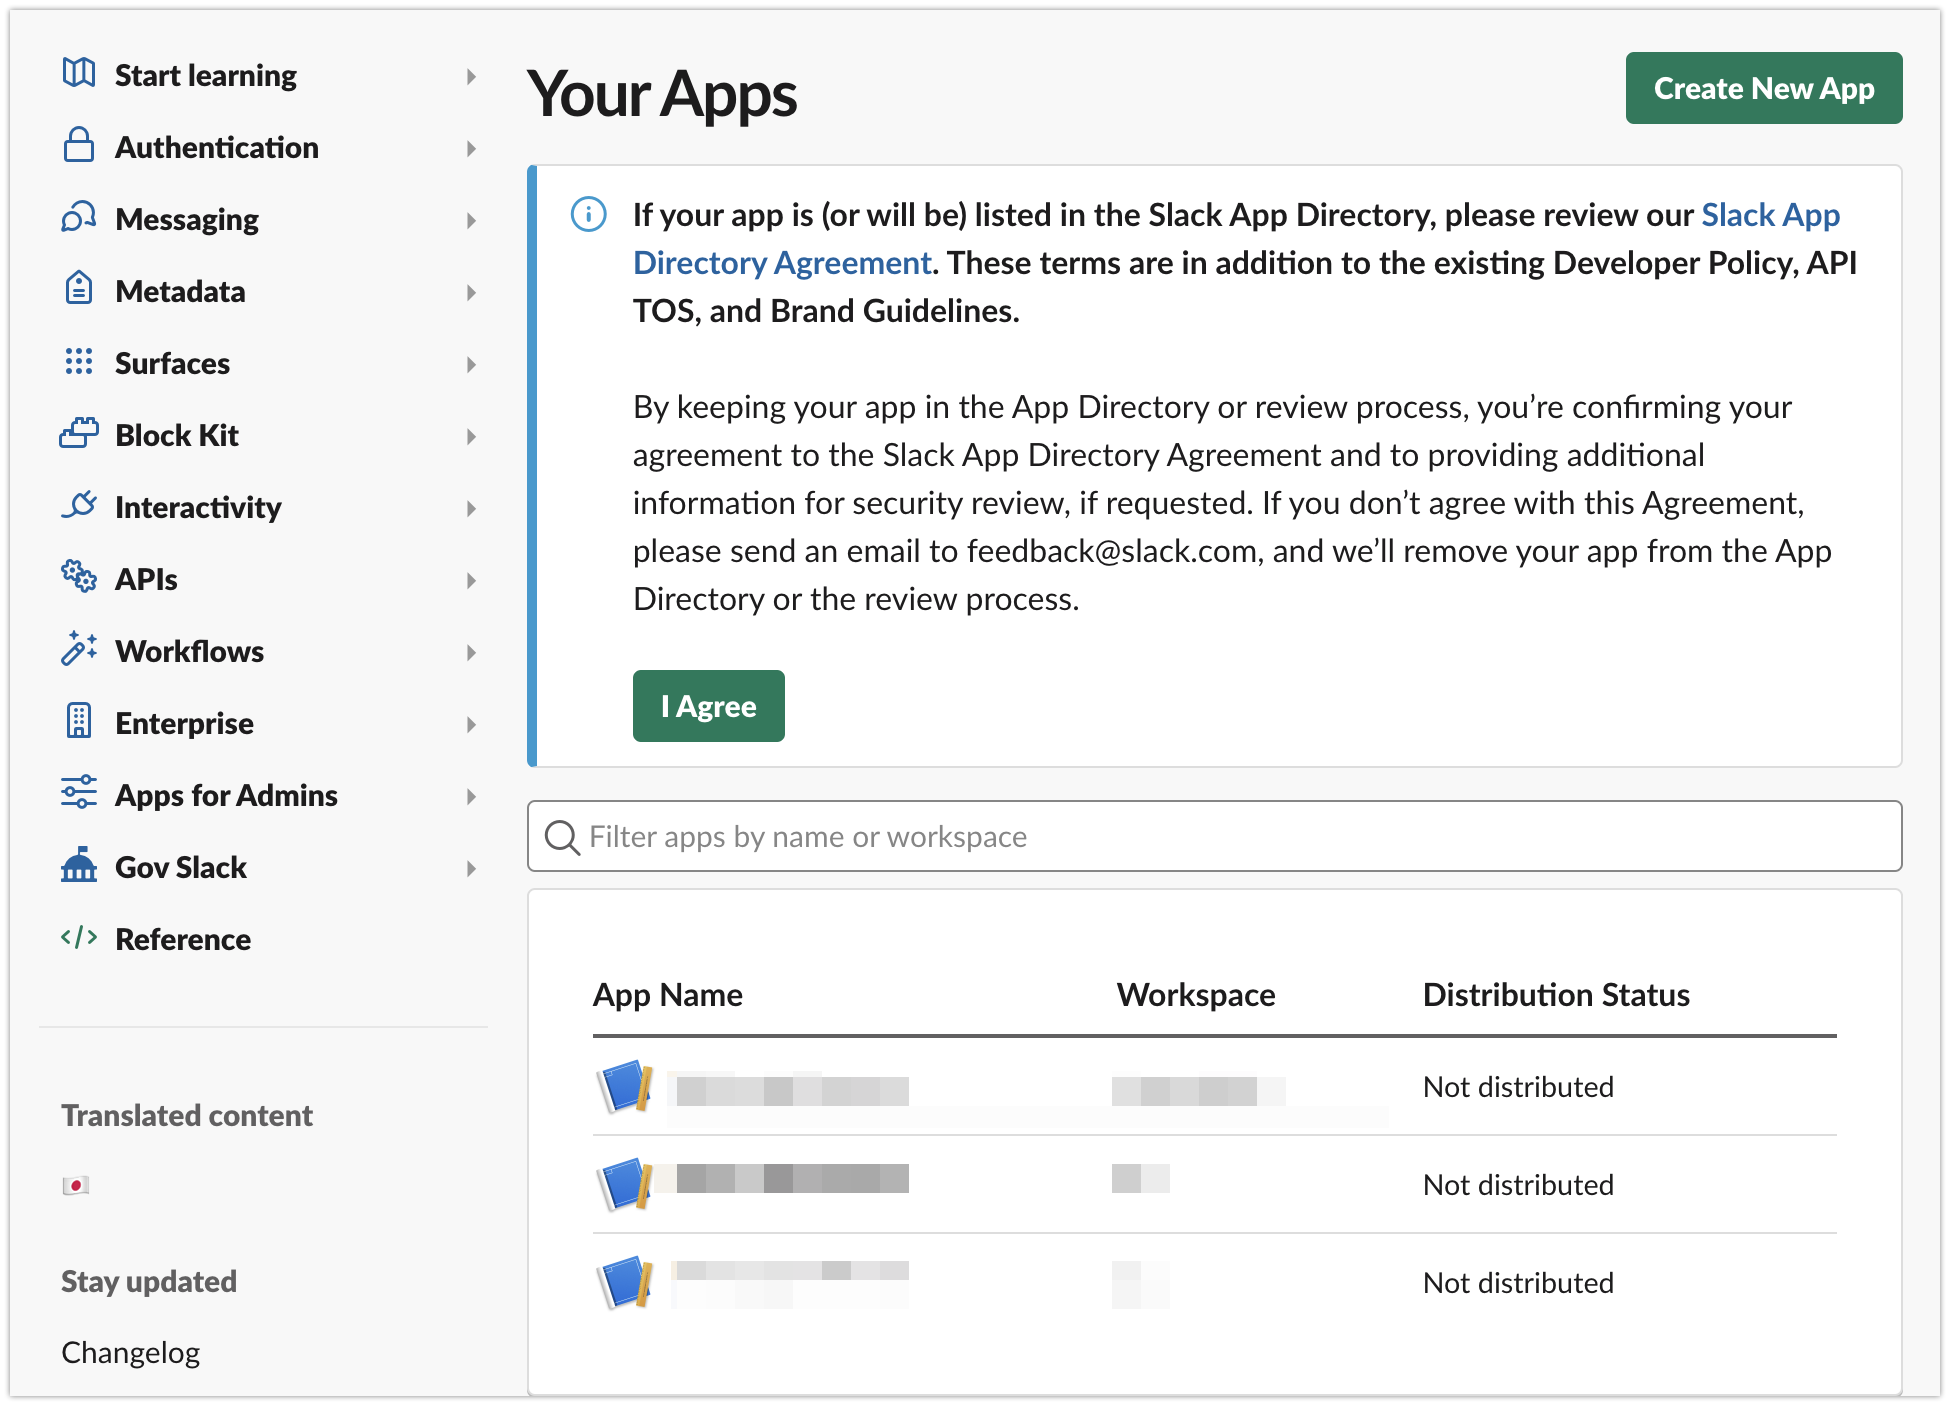 Start learning
Authentication
Messaging
Metadata
Surfaces
Block Kit
Interactivity
APIs
Workflows
Enterprise
Apps for Admins
Gov Slack
Reference
Translated content
Stay updated
Changelog
Your Apps
Create New App
If your app is (or will be) listed in the Slack App Directory, please review our Slack App
Directory Agreement. These terms are in addition to the existing Developer Policy, API
TOS, and Brand Guidelines.
By keeping your app in the App Directory or review process, you’re confirming your
agreement to the Slack App Directory Agreement and to providing additional
information for security review, if requested. If you don’t agree with this Agreement,
please send an email to feedback@slack.com, and we’ll remove your app from the App
Directory or the review process.
I Agree
Filter apps by name or workspace
App Name Workspace Distribution Status
Not distributed
Not distributed
Not distributed